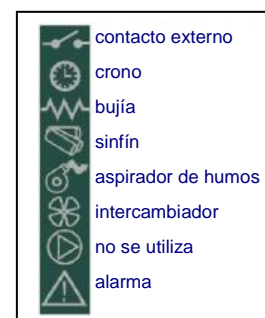 contacto externo
crono
bujía
sinfín
aspirador de humos
intercambiador
no se utiliza
alarma